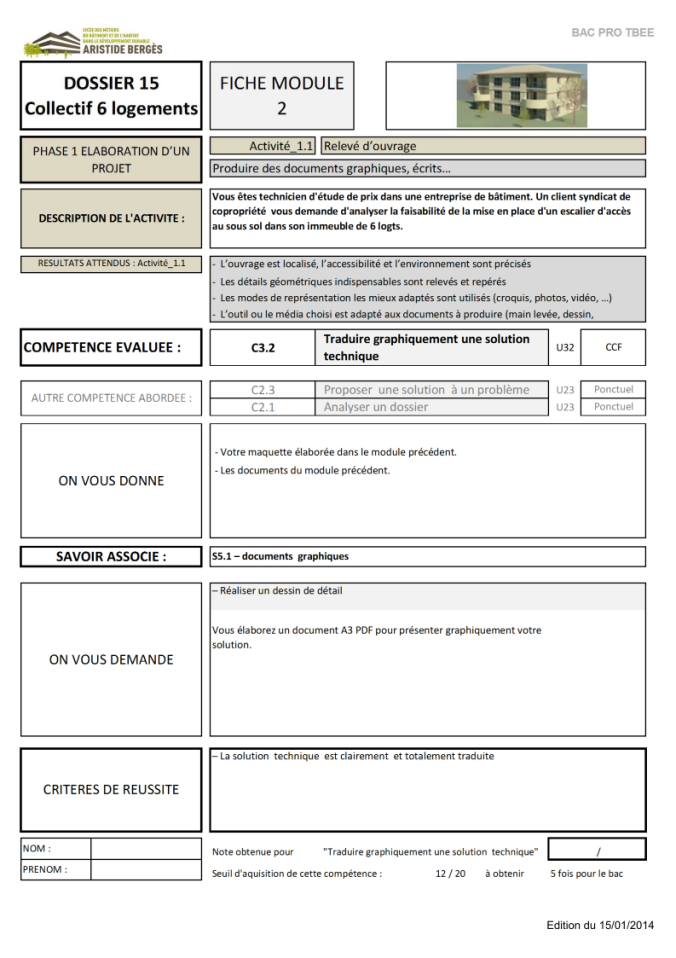 LYCÉE DES MÉTIERS
DU BÂTIMENT ET DE L'HABITAT
DANS LE DÉVELOPPEMENT DURABLE
ARISTIDE BERGÈS
BAC PRO TBEE
DOSSIER 15
Collectif 6 logements
FICHE MODULE
2
PHASE 1 ELABORATION D'UN
PROJET
Activité_1.1 Relevé d'ouvrage
Produire des documents graphiques, écrits…
DESCRIPTION DE L'ACTIVITE :
Vous êtes technicien d'étude de prix dans une entreprise de bâtiment. Un client syndicat de
copropriété vous demande d'analyser la faisabilité de la mise en place d'un escalier d'accès
au sous sol dans son immeuble de 6 logts.
RESULTATS ATTENDUS : Activité_1.1
- L'ouvrage est localisé, l'accessibilité et l'environnement sont précisés
- Les détails géométriques indispensables sont relevés et repérés
- Les modes de représentation les mieux adaptés sont utilisés (croquis, photos, vidéo, …)
- L'outil ou le média choisi est adapté aux documents à produire (main levée, dessin,
COMPETENCE EVALUEE :
C3.2
Traduire graphiquement une solution
technique
U32
CCF
AUTRE COMPETENCE ABORDEE :
C2.3 Proposer une solution à un problème U23 Ponctuel
C2.1 Analyser un dossier U23 Ponctuel
ON VOUS DONNE
- Votre maquette élaborée dans le module précédent.
- Les documents du module précédent.
SAVOIR ASSOCIE :
S5.1 – documents graphiques
ON VOUS DEMANDE
– Réaliser un dessin de détail
Vous élaborez un document A3 PDF pour présenter graphiquement votre
solution.
CRITERES DE REUSSITE
– La solution technique est clairement et totalement traduite
NOM :
PRENOM :
Note obtenue pour "Traduire graphiquement une solution technique" /
Seuil d'aquisition de cette compétence : 12 / 20 à obtenir 5 fois pour le bac
Edition du 15/01/2014